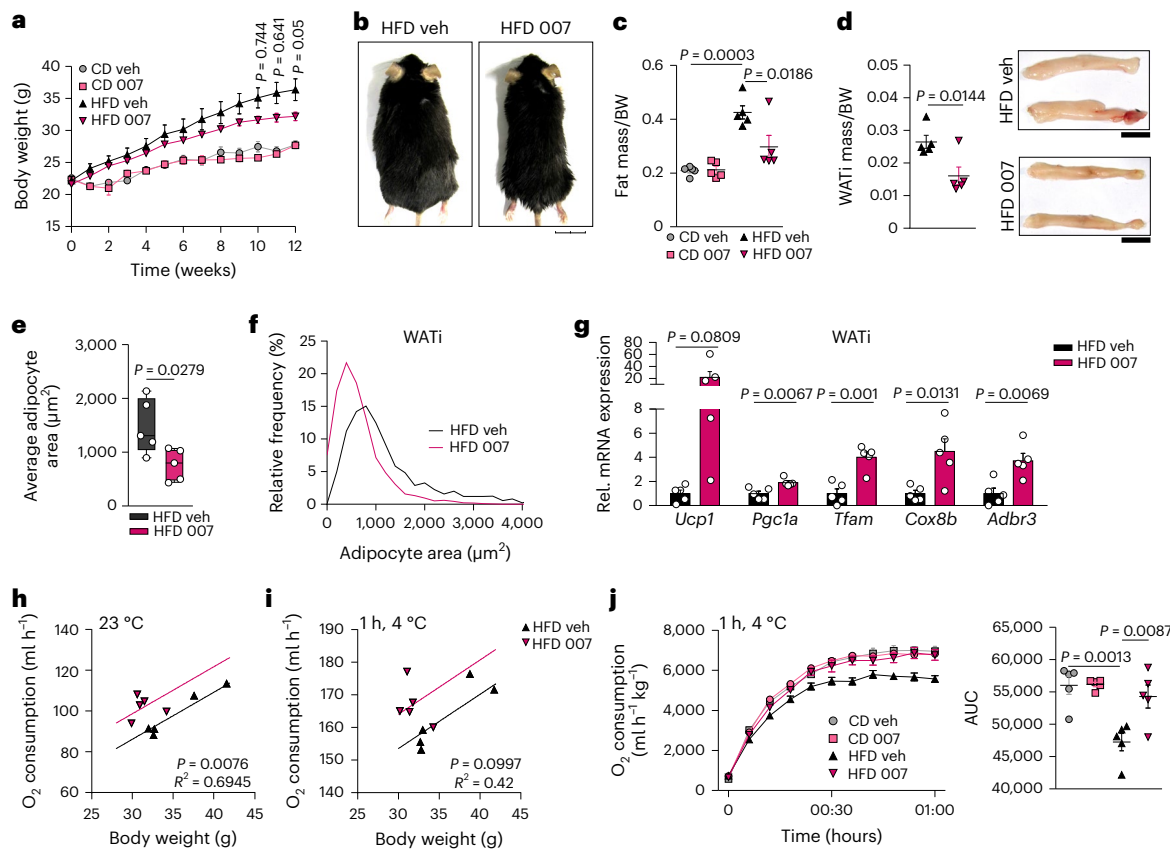 a
P = 0.744
P = 0.641
P = 0.05
40
35
30
25
20
15
Body weight (g)
CD veh
CD 007
HFD veh
HFD 007
0 2 4 6 8 10 12
Time (weeks)
b
HFD veh HFD 007
c
P = 0.0003
P = 0.0186
0.6
0.4
0.2
0
Fat mass/BW
CD veh HFD veh
CD 007 HFD 007
d
0.05
0.04
0.03
0.02
0.01
0
WATi mass/BW
P = 0.0144
HFD veh
HFD 007
e
3,000
2,000
1,000
0
Average adipocyte
area (µm²)
P = 0.0279
HFD veh
HFD 007
f
WATi
25
20
15
10
5
0
Relative frequency (%)
HFD veh
HFD 007
0 1,000 2,000 3,000 4,000
Adipocyte area (µm²)
g
WATi
P = 0.0809
HFD veh
HFD 007
80
60
40
20
8
6
4
2
0
Rel. mRNA expression
P = 0.0067 P = 0.001 P = 0.0131 P = 0.0069
Ucp1 Pgc1a Tfam Cox8b Adbr3
h
23 °C
140
120
100
80
60
O₂ consumption (ml h⁻¹)
P = 0.0076
R² = 0.6945
25 30 35 40 45
Body weight (g)
i
1 h, 4 °C
190
180
170
160
150
140
O₂ consumption (ml h⁻¹)
HFD veh
HFD 007
P = 0.0997
R² = 0.42
25 30 35 40 45
Body weight (g)
j
1 h, 4 °C
8,000
6,000
4,000
2,000
0
O₂ consumption
(ml h⁻¹ kg⁻¹)
CD veh
CD 007
HFD veh
HFD 007
0 00:30 01:00
Time (hours)
65,000
60,000
55,000
50,000
45,000
40,000
AUC
P = 0.0087
P = 0.0013